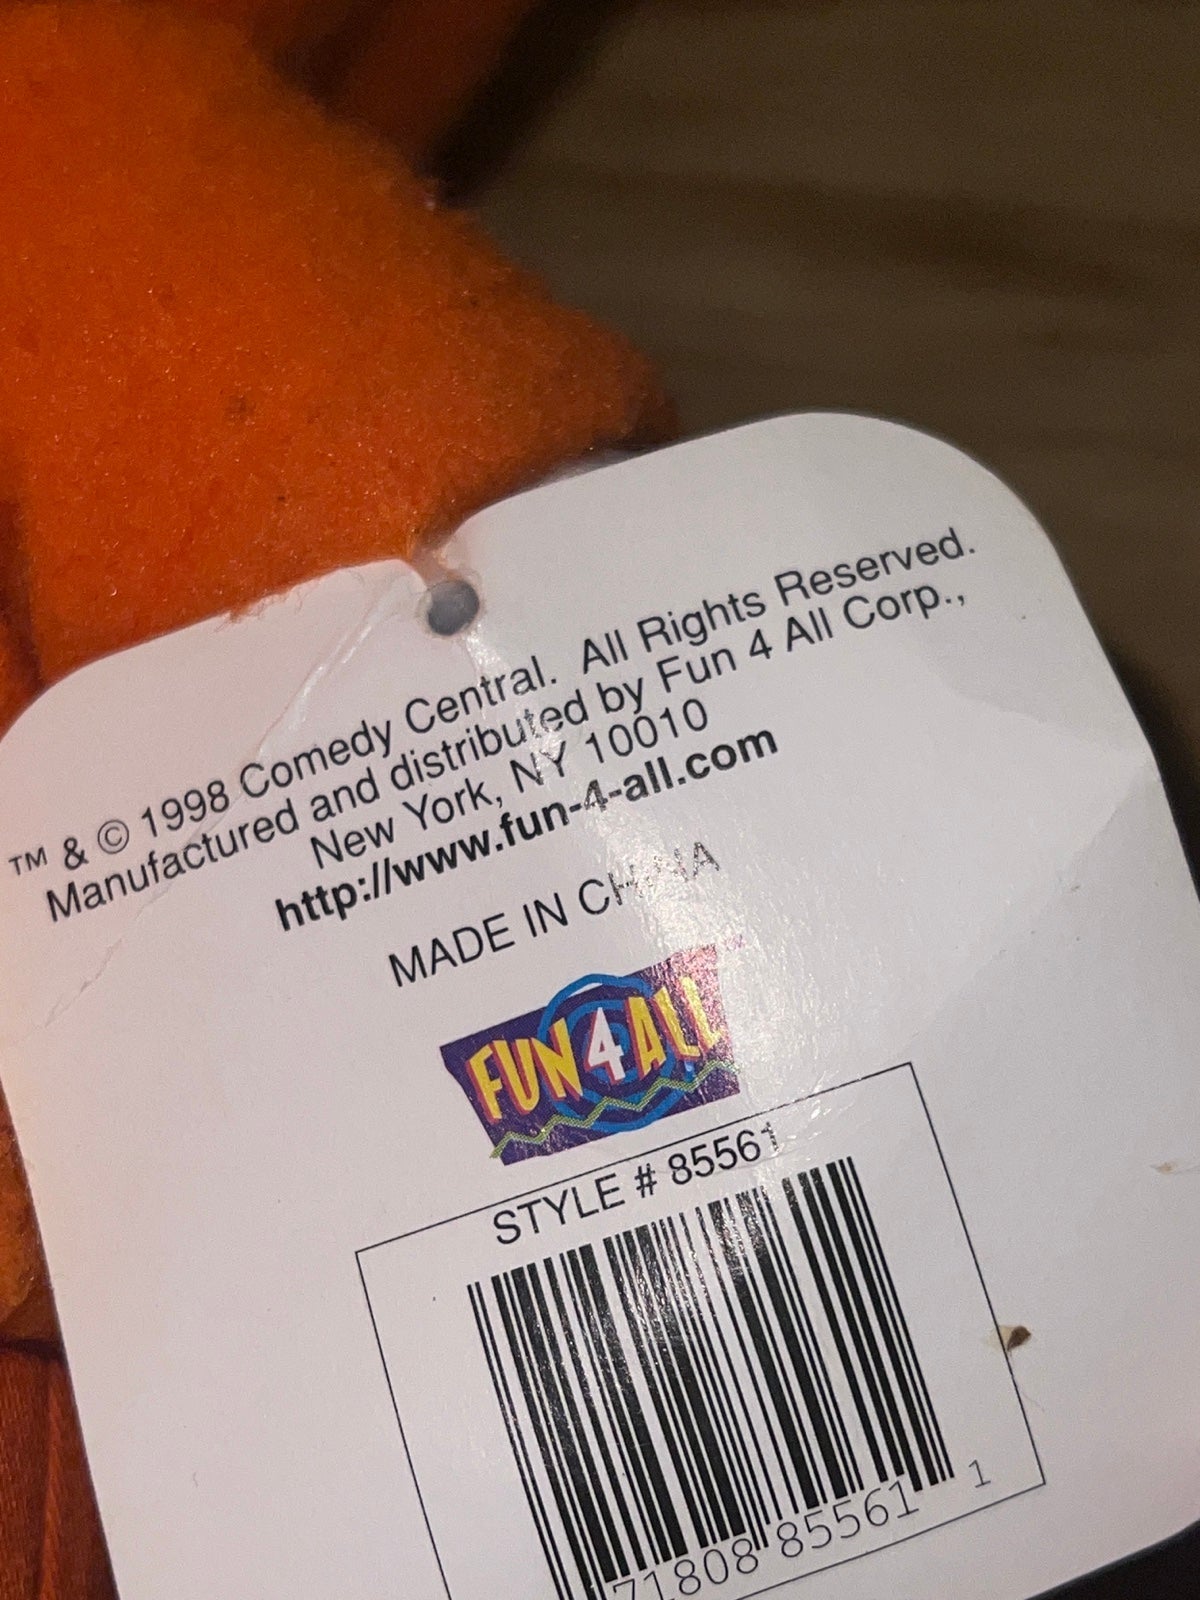 ™ & © 1998 Comedy Central. All Rights Reserved.
Manufactured and distributed by Fun 4 All Corp.,
New York, NY 10010
http://www.fun-4-all.com
MADE IN CHINA
FUN 4 ALL™
STYLE # 85561
71808 85561 1